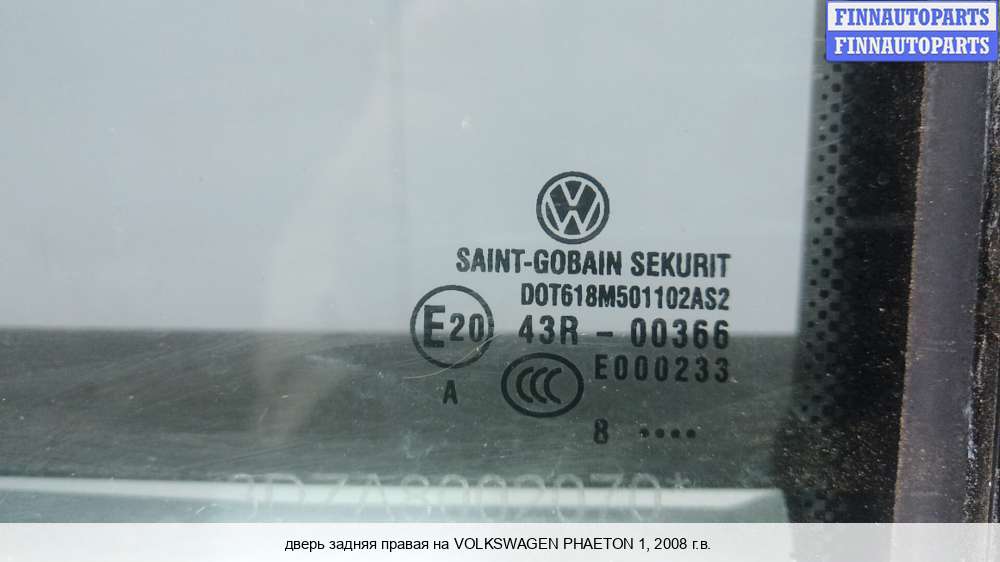 FINNAUTOPARTS
FINNAUTOPARTS
SAINT-GOBAIN SEKURIT
DOT618M501102AS2
E20 43R - 00366
E000233
A CCC
8 ••••
дверь задняя правая на VOLKSWAGEN PHAETON 1, 2008 г.в.